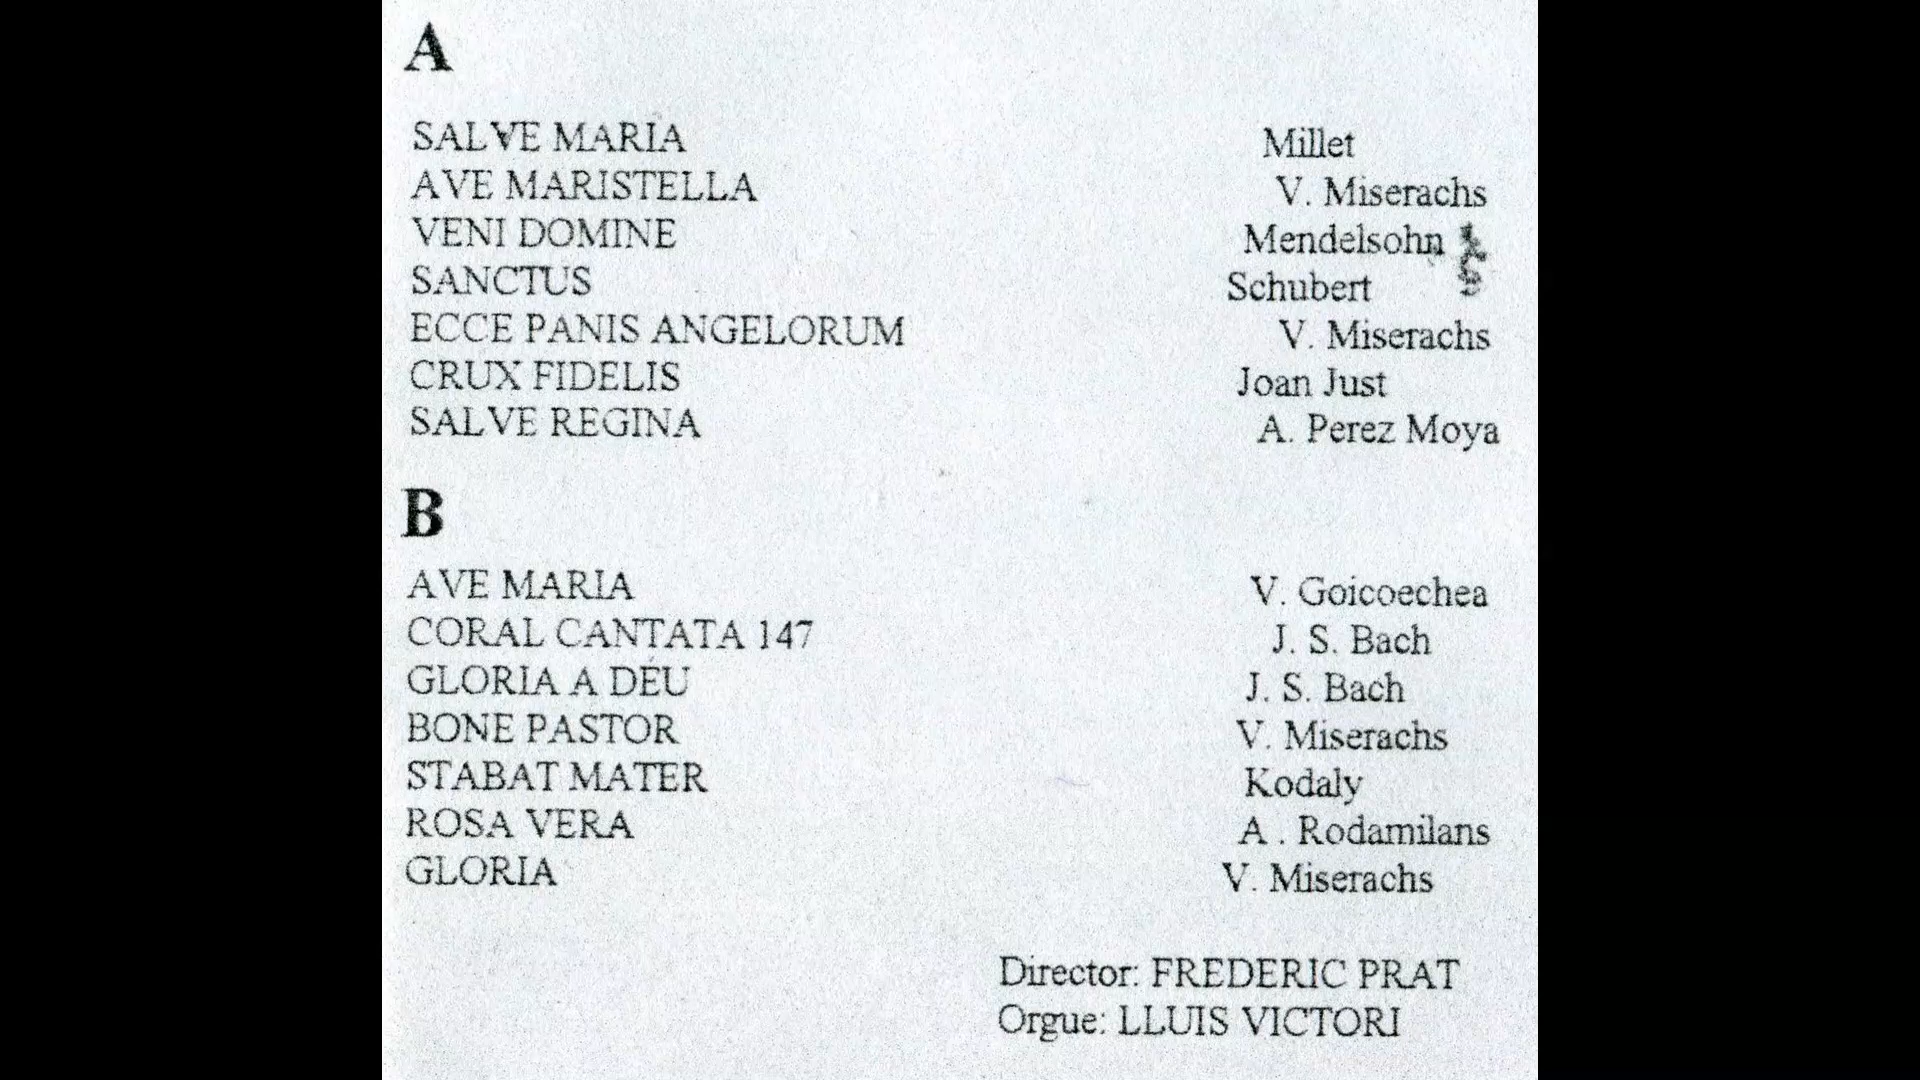 A
SALVE MARIA Millet
AVE MARISTELLA V. Miserachs
VENI DOMINE Mendelsohn
SANCTUS Schubert
ECCE PANIS ANGELORUM V. Miserachs
CRUX FIDELIS Joan Just
SALVE REGINA A. Perez Moya
B
AVE MARIA V. Goicoechea
CORAL CANTATA 147 J. S. Bach
GLORIA A DÉU J. S. Bach
BONE PASTOR V. Miserachs
STABAT MATER Kodaly
ROSA VERA A . Rodamilans
GLORIA V. Miserachs
Director: FREDERIC PRAT
Orgue: LLUIS VICTORI